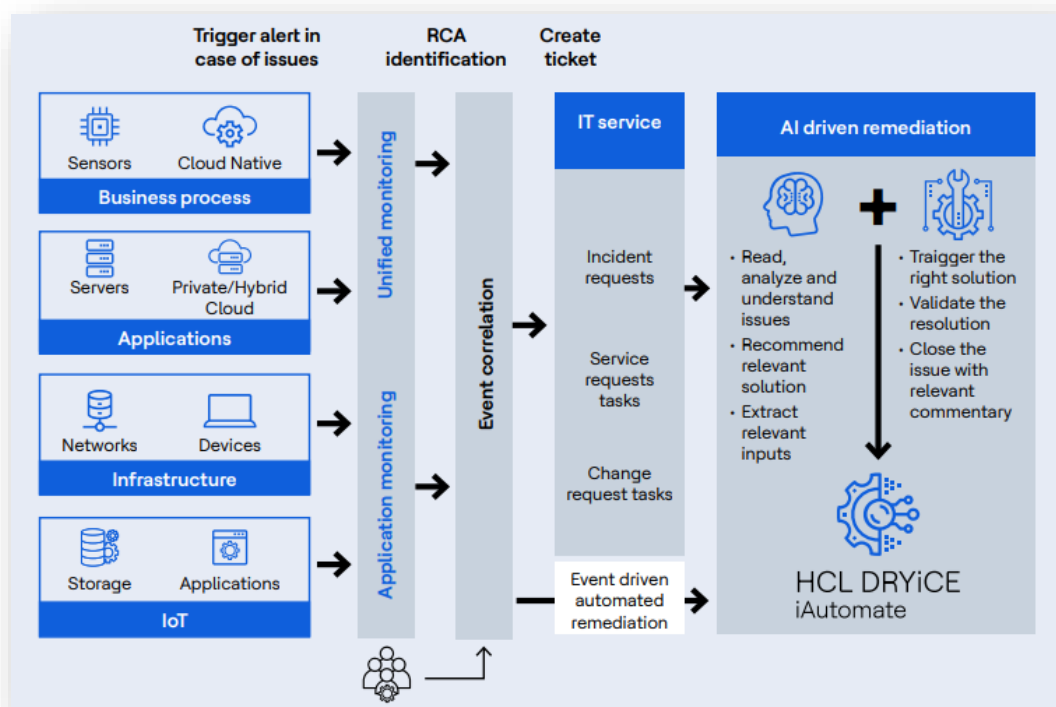 Trigger alert in
case of issues
RCA
identification
Create
ticket
Sensors
Cloud Native
Business process
Servers
Private/Hybrid
Cloud
Applications
Networks
Devices
Infrastructure
Storage
Applications
IoT
Unified monitoring
Application monitoring
Event correlation
IT service
Incident
requests
Service
requests
tasks
Change
request tasks
Event driven
automated
remediation
AI driven remediation
• Read,
analyze and
understand
issues
• Recommend
relevant
solution
• Extract
relevant
inputs
• Traigger the
right solution
• Validate the
resolution
• Close the
issue with
relevant
commentary
HCL DRYiCE
iAutomate